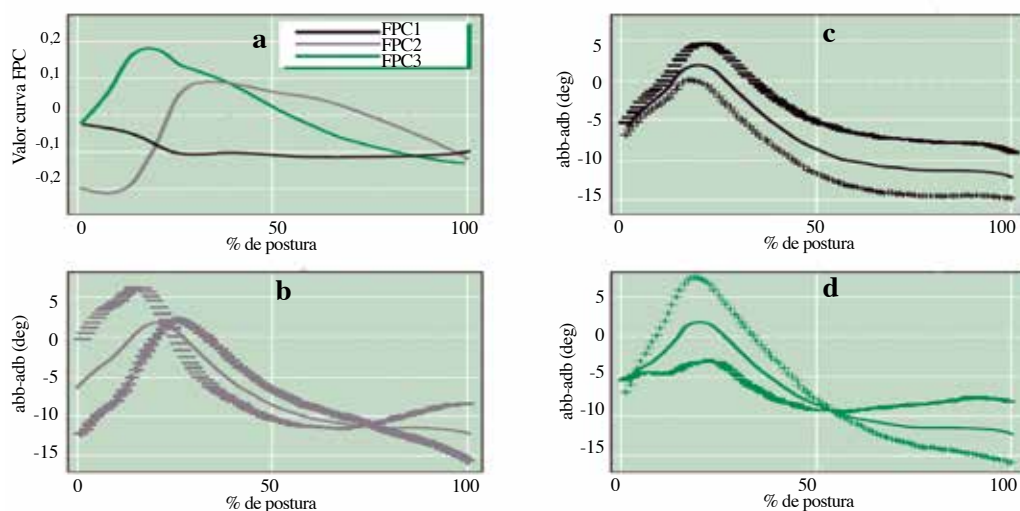 a
FPC1
FPC2
FPC3
Valor curva FPC
0,2
0,1
0
-0,1
-0,2
0
50
100
% de postura
c
abb-adb (deg)
5
0
-5
-10
-15
0
50
100
% de postura
b
abb-adb (deg)
5
0
-5
-10
-15
0
50
100
% de postura
d
abb-adb (deg)
5
0
-5
-10
-15
0
50
100
% de postura